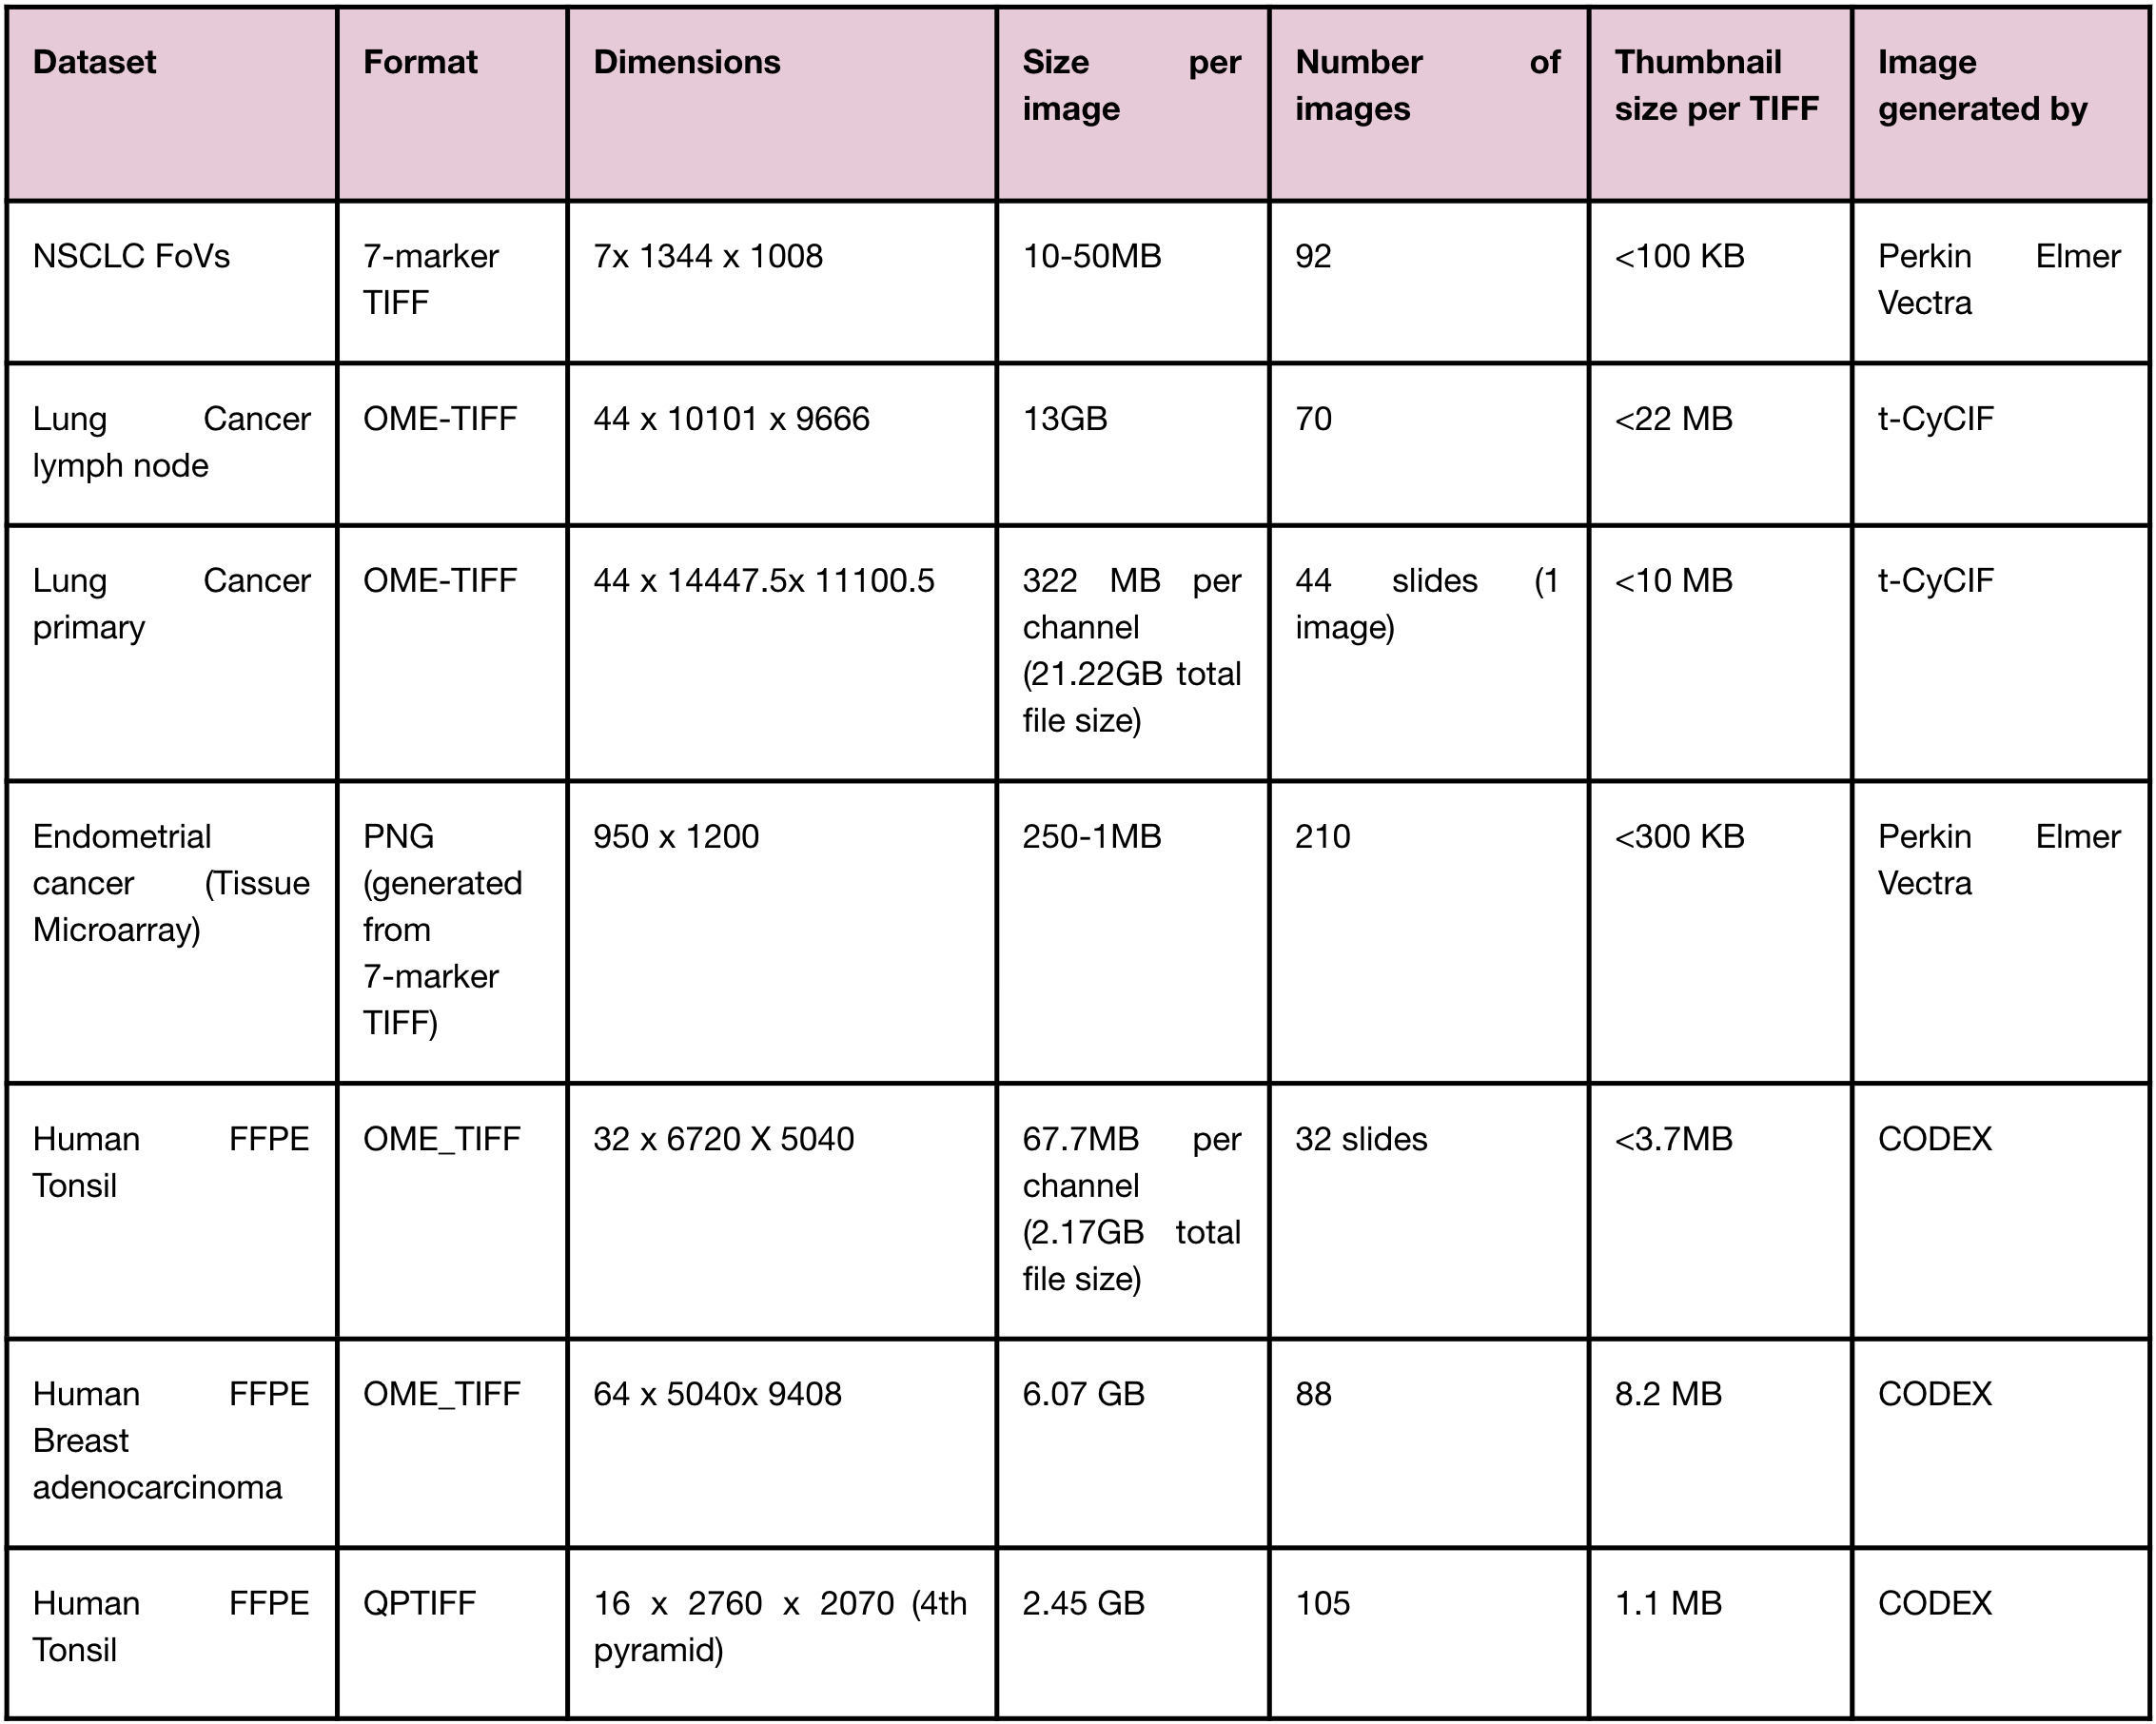 Dataset
Format
Dimensions
Size per
image
Number of
images
Thumbnail
size per TIFF
Image
generated by
NSCLC FoVs
7-marker
TIFF
7x 1344 x 1008
10-50MB
92
<100 KB
Perkin Elmer
Vectra
Lung Cancer
lymph node
OME-TIFF
44 x 10101 x 9666
13GB
70
<22 MB
t-CyCIF
Lung Cancer
primary
OME-TIFF
44 x 14447.5x 11100.5
322 MB per
channel
(21.22GB total
file size)
44 slides (1
image)
<10 MB
t-CyCIF
Endometrial
cancer (Tissue
Microarray)
PNG
(generated
from
7-marker
TIFF)
950 x 1200
250-1MB
210
<300 KB
Perkin Elmer
Vectra
Human FFPE
Tonsil
OME_TIFF
32 x 6720 X 5040
67.7MB per
channel
(2.17GB total
file size)
32 slides
<3.7MB
CODEX
Human FFPE
Breast
adenocarcinoma
OME_TIFF
64 x 5040x 9408
6.07 GB
88
8.2 MB
CODEX
Human FFPE
Tonsil
QPTIFF
16 x 2760 x 2070 (4th
pyramid)
2.45 GB
105
1.1 MB
CODEX